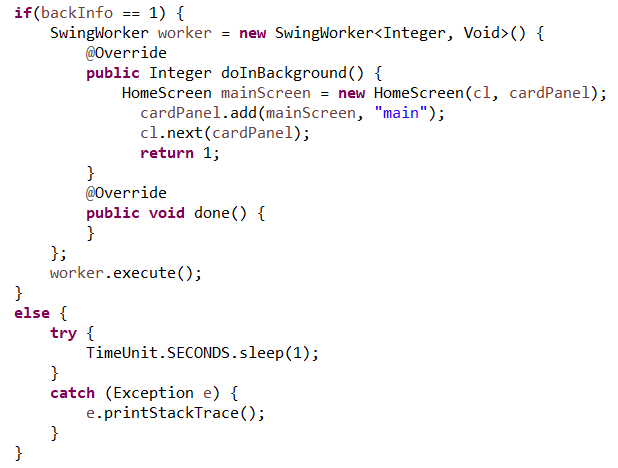 if(backInfo == 1) {
    SwingWorker worker = new SwingWorker<Integer, Void>() {
        @Override
        public Integer doInBackground() {
            HomeScreen mainScreen = new HomeScreen(cl, cardPanel);
              cardPanel.add(mainScreen, "main");
              cl.next(cardPanel);
              return 1;
        }
        @Override
        public void done() {
        }
    };
    worker.execute();
}
else {
    try {
        TimeUnit.SECONDS.sleep(1);
    }
    catch (Exception e) {
        e.printStackTrace();
    }
}